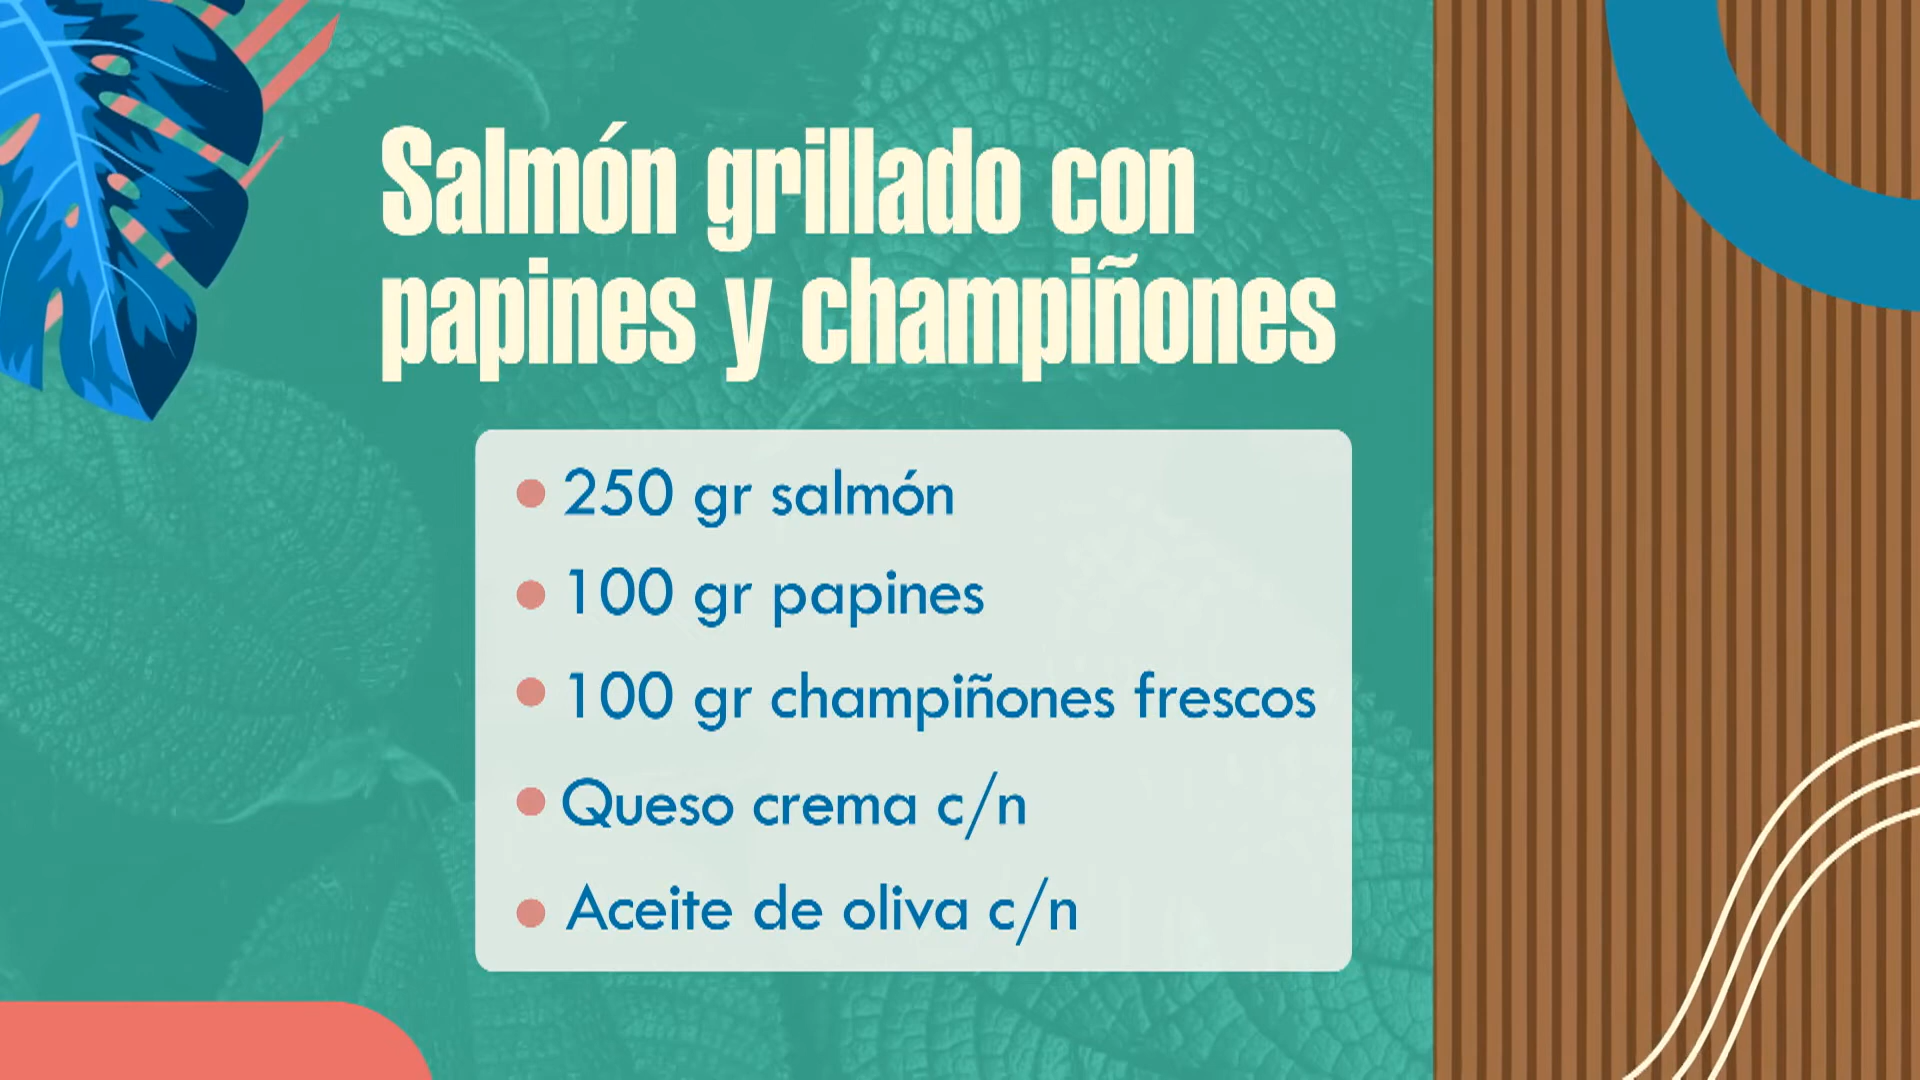 Salmón grillado con
papines y champiñones
250 gr salmón
100 gr papines
100 gr champiñones frescos
Queso crema c/n
Aceite de oliva c/n